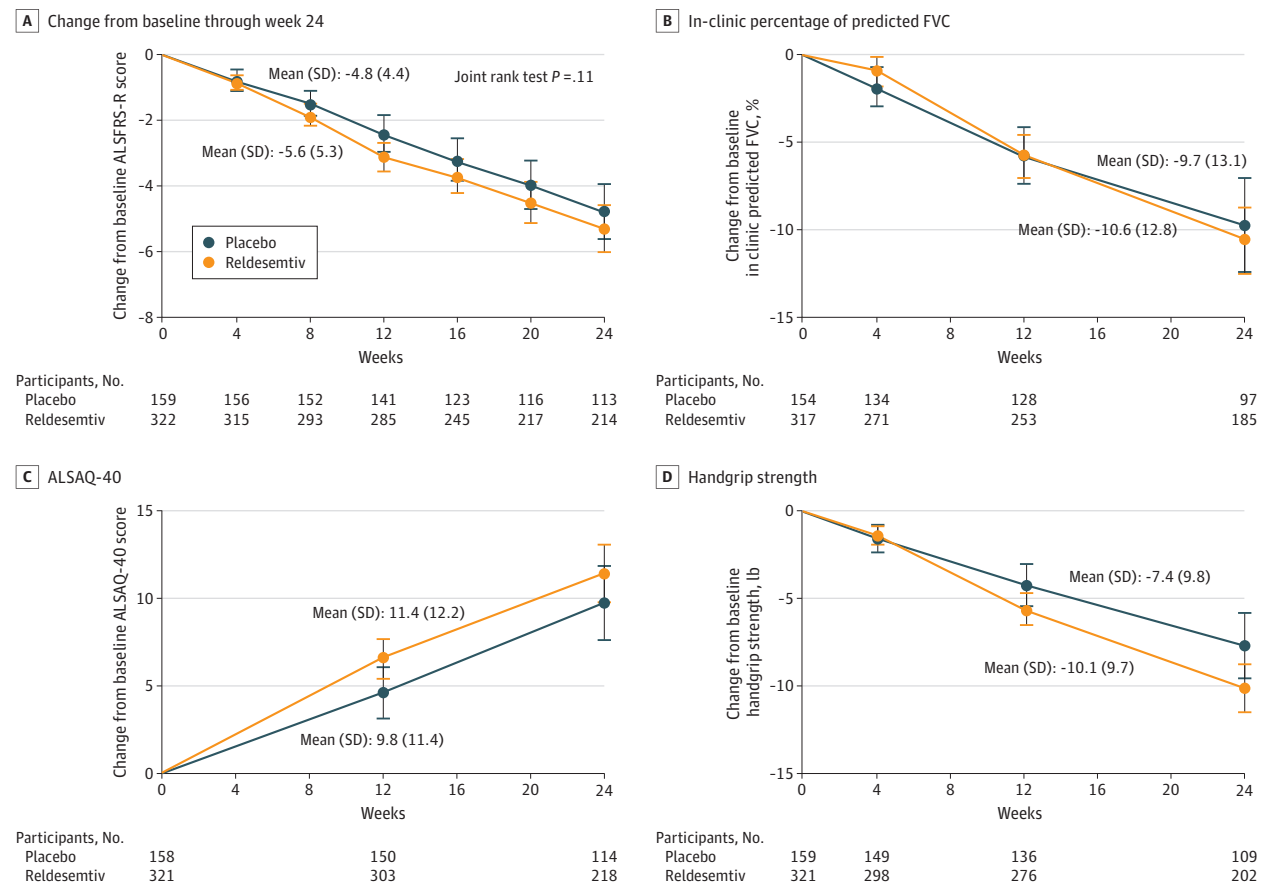 A Change from baseline through week 24
Change from baseline ALSFRS-R score
0
-2
-4
-6
-8
Mean (SD): -4.8 (4.4)
Joint rank test P =.11
Mean (SD): -5.6 (5.3)
Placebo
Reldesemtiv
0 4 8 12 16 20 24
Weeks
Participants, No.
Placebo 159 156 152 141 123 116 113
Reldesemtiv 322 315 293 285 245 217 214
B In-clinic percentage of predicted FVC
Change from baseline
in clinic predicted FVC, %
0
-5
-10
-15
Mean (SD): -9.7 (13.1)
Mean (SD): -10.6 (12.8)
0 4 8 12 16 20 24
Weeks
Participants, No.
Placebo 154 134 128 97
Reldesemtiv 317 271 253 185
C ALSAQ-40
Change from baseline ALSAQ-40 score
15
10
5
0
Mean (SD): 11.4 (12.2)
Mean (SD): 9.8 (11.4)
0 4 8 12 16 20 24
Weeks
Participants, No.
Placebo 158 150 114
Reldesemtiv 321 303 218
D Handgrip strength
Change from baseline
handgrip strength, lb
0
-5
-10
-15
Mean (SD): -7.4 (9.8)
Mean (SD): -10.1 (9.7)
0 4 8 12 16 20 24
Weeks
Participants, No.
Placebo 159 149 136 109
Reldesemtiv 321 298 276 202